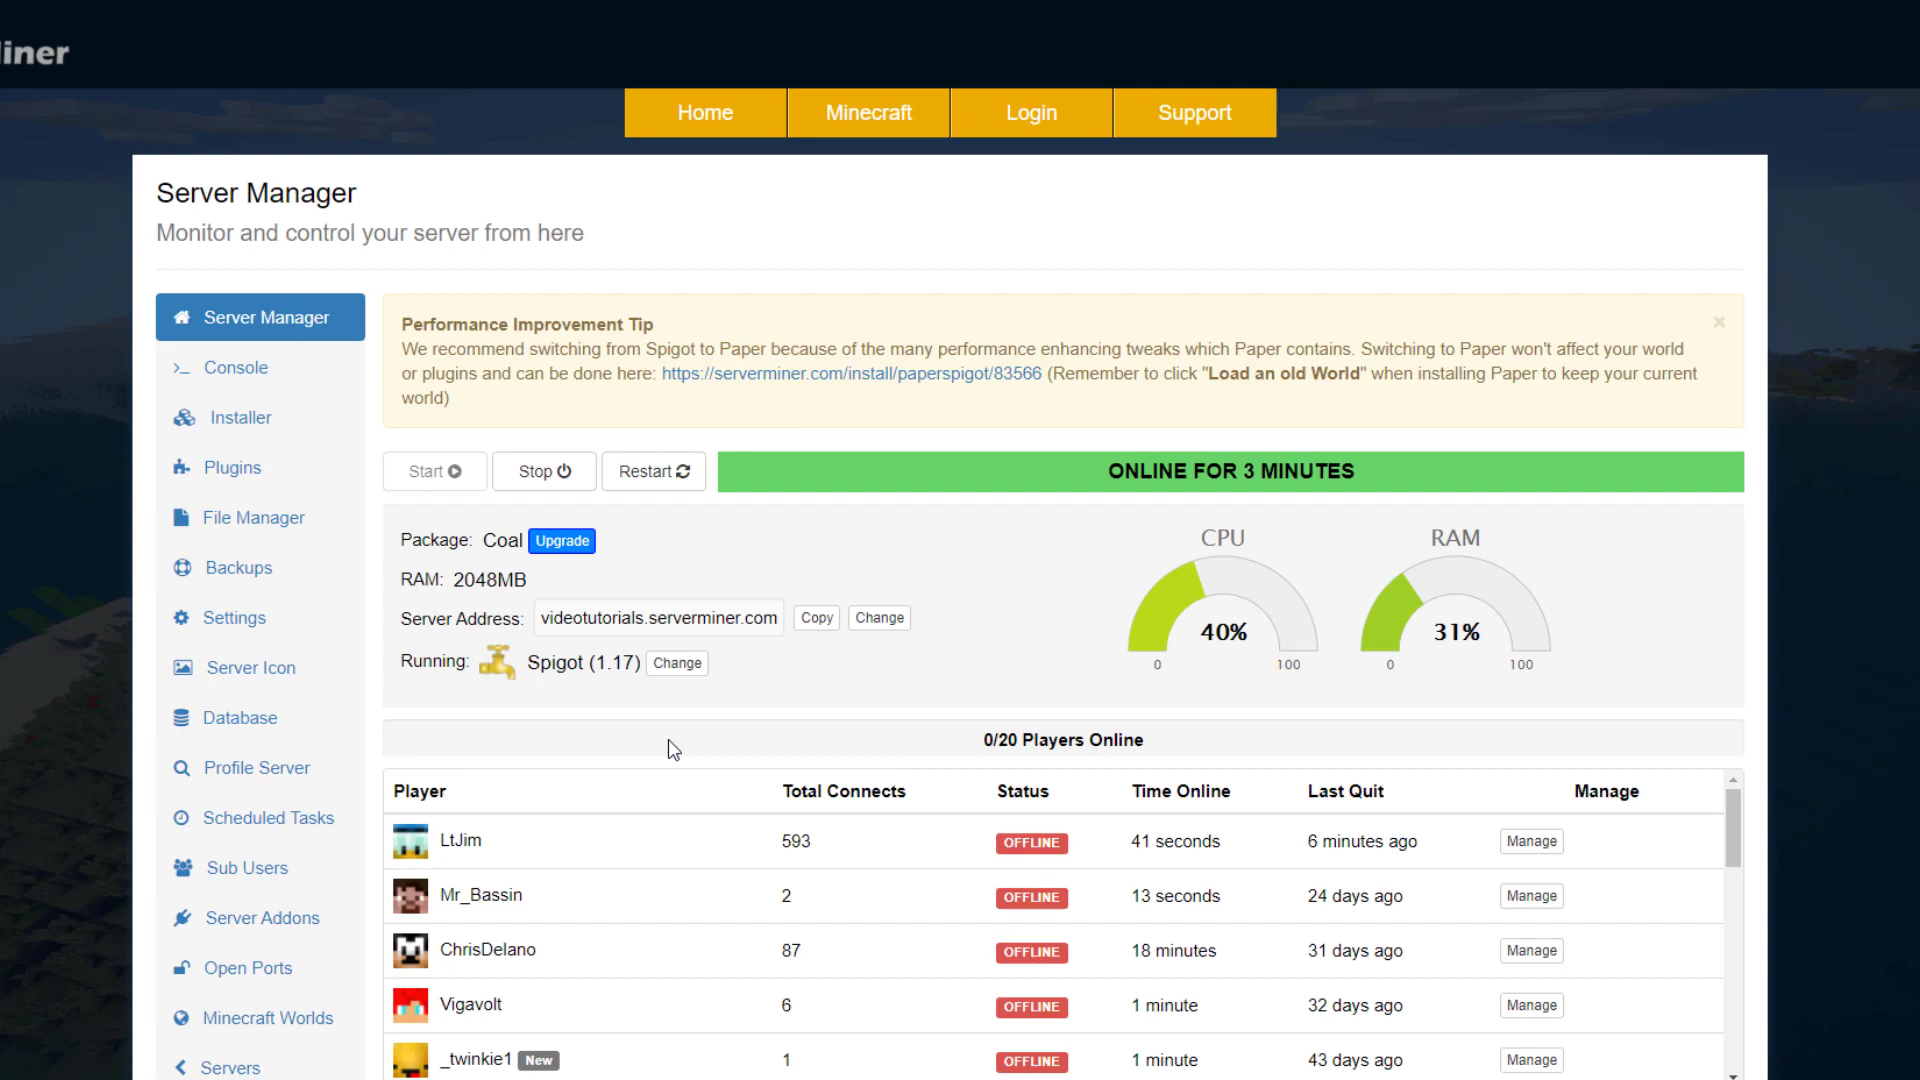 iner
Home
Minecraft
Login
Support
Server Manager
Monitor and control your server from here
Server Manager
Console
Installer
Plugins
File Manager
Backups
Settings
Server Icon
Database
Profile Server
Scheduled Tasks
Sub Users
Server Addons
Open Ports
Minecraft Worlds
Servers
Performance Improvement Tip
×
We recommend switching from Spigot to Paper because of the many performance enhancing tweaks which Paper contains. Switching to Paper won't affect your world
or plugins and can be done here: https://serverminer.com/install/paperspigot/83566 (Remember to click "Load an old World" when installing Paper to keep your current
world)
Start
Stop
Restart
ONLINE FOR 3 MINUTES
Package: Coal Upgrade
RAM: 2048MB
Server Address: videotutorials.serverminer.com Copy Change
Running: Spigot (1.17) Change
CPU
40%
0 100
RAM
31%
0 100
0/20 Players Online
Player Total Connects Status Time Online Last Quit Manage
LtJim 593 OFFLINE 41 seconds 6 minutes ago Manage
Mr_Bassin 2 OFFLINE 13 seconds 24 days ago Manage
ChrisDelano 87 OFFLINE 18 minutes 31 days ago Manage
Vigavolt 6 OFFLINE 1 minute 32 days ago Manage
_twinkie1 New 1 OFFLINE 1 minute 43 days ago Manage